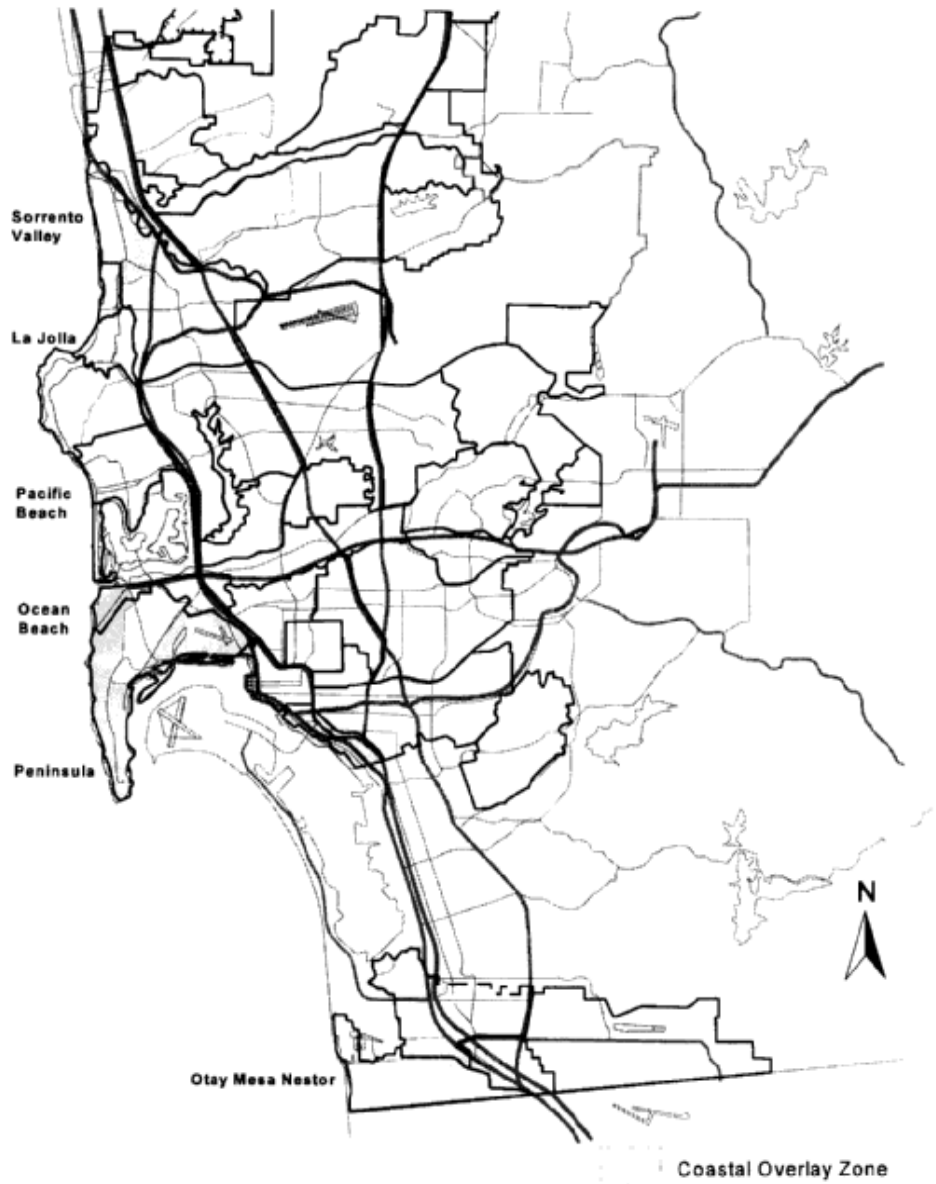 Sorrento
Valley
La Jolla
Pacific
Beach
Ocean
Beach
Peninsula
N
Otay Mesa Nestor
Coastal Overlay Zone